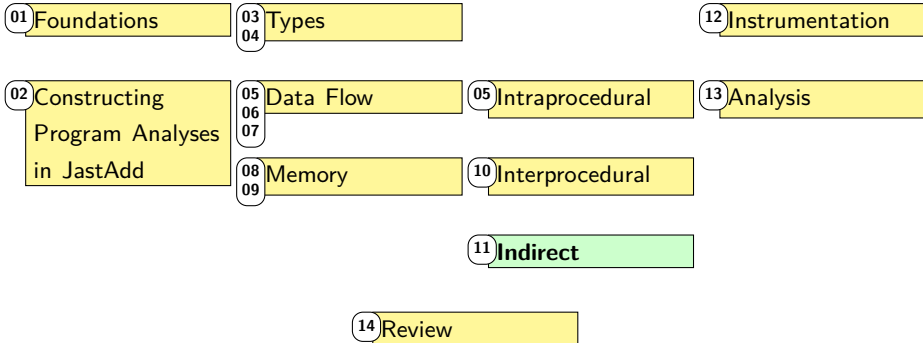 01 Foundations
03 Types
04
12 Instrumentation
02 Constructing
Program Analyses
in JastAdd
05 Data Flow
06
07
05 Intraprocedural
13 Analysis
08 Memory
09
10 Interprocedural
11 Indirect
14 Review